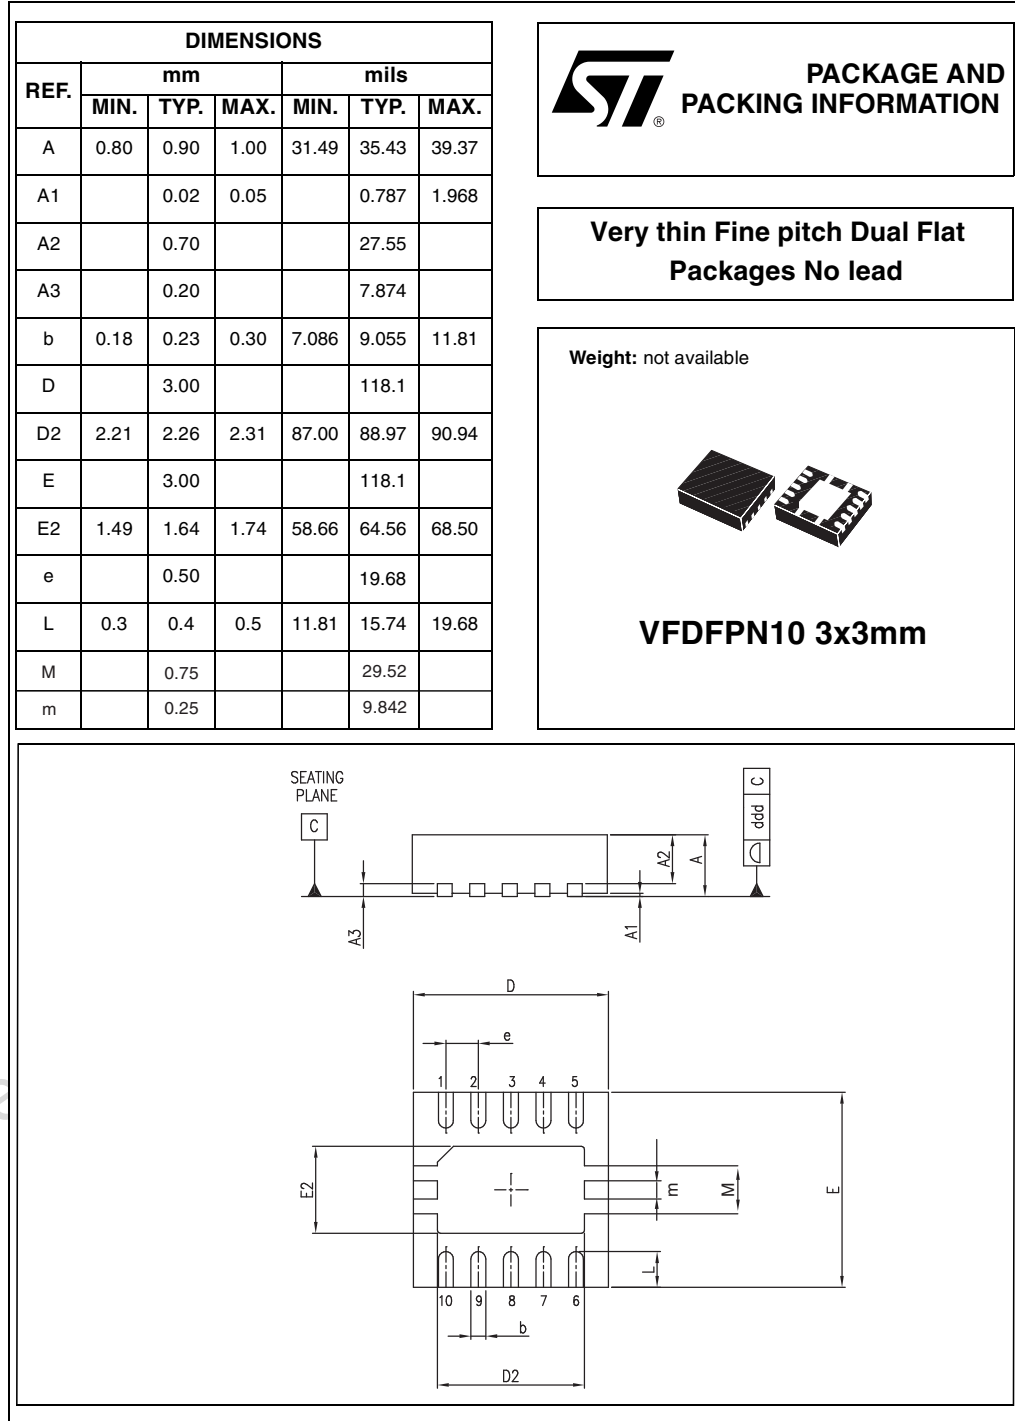 DIMENSIONS
REF. mm mils
MIN. TYP. MAX. MIN. TYP. MAX.
A 0.80 0.90 1.00 31.49 35.43 39.37
A1 0.02 0.05 0.787 1.968
A2 0.70 27.55
A3 0.20 7.874
b 0.18 0.23 0.30 7.086 9.055 11.81
D 3.00 118.1
D2 2.21 2.26 2.31 87.00 88.97 90.94
E 3.00 118.1
E2 1.49 1.64 1.74 58.66 64.56 68.50
e 0.50 19.68
L 0.3 0.4 0.5 11.81 15.74 19.68
M 0.75 29.52
m 0.25 9.842
ST®
PACKAGE AND
PACKING INFORMATION
Very thin Fine pitch Dual Flat
Packages No lead
Weight: not available
VFDFPN10 3x3mm
SEATING
PLANE
C
A3
A2
A
A1
ddd C
D
e
1 2 3 4 5
E2
m
M
E
L
10 9 8 7 6
b
D2